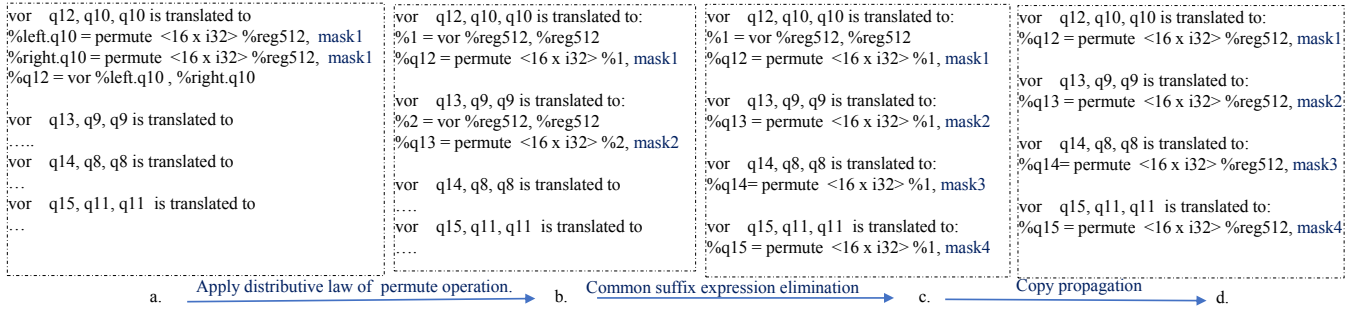 vor q12, q10, q10 is translated to
%left.q10 = permute <16 x i32> %reg512, mask1
%right.q10 = permute <16 x i32> %reg512, mask1
%q12 = vor %left.q10 , %right.q10
vor q13, q9, q9 is translated to
…..
vor q14, q8, q8 is translated to
…
vor q15, q11, q11 is translated to
…
vor q12, q10, q10 is translated to:
%1 = vor %reg512, %reg512
%q12 = permute <16 x i32> %1, mask1
vor q13, q9, q9 is translated to:
%2 = vor %reg512, %reg512
%q13 = permute <16 x i32> %2, mask2
vor q14, q8, q8 is translated to
….
vor q15, q11, q11 is translated to
….
vor q12, q10, q10 is translated to:
%1 = vor %reg512, %reg512
%q12 = permute <16 x i32> %1, mask1
vor q13, q9, q9 is translated to:
%q13 = permute <16 x i32> %1, mask2
vor q14, q8, q8 is translated to:
%q14= permute <16 x i32> %1, mask3
vor q15, q11, q11 is translated to:
%q15 = permute <16 x i32> %1, mask4
vor q12, q10, q10 is translated to:
%q12 = permute <16 x i32> %reg512, mask1
vor q13, q9, q9 is translated to:
%q13 = permute <16 x i32> %reg512, mask2
vor q14, q8, q8 is translated to:
%q14= permute <16 x i32> %reg512, mask3
vor q15, q11, q11 is translated to:
%q15 = permute <16 x i32> %reg512, mask4
a. Apply distributive law of permute operation. b. Common suffix expression elimination c. Copy propagation d.